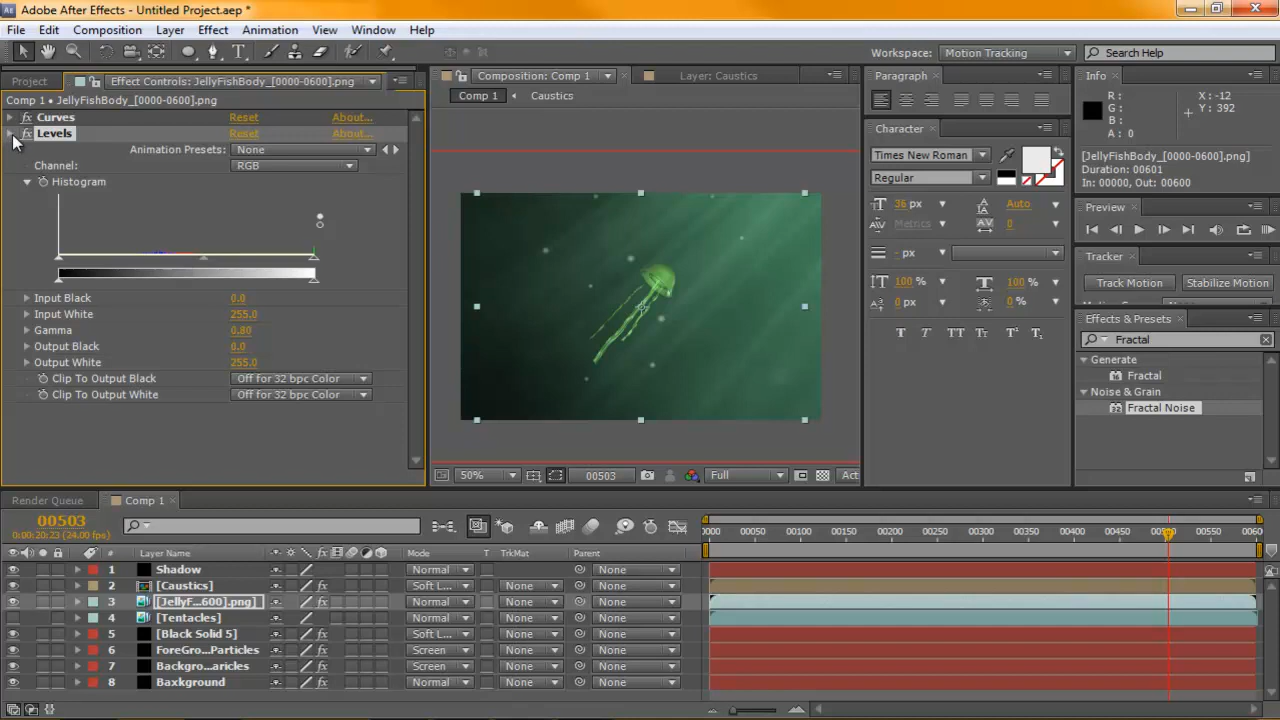 Adobe After Effects - Untitled Project.aep *
File Edit Composition Layer Effect Animation View Window Help
Workspace: Motion Tracking Search Help
Project Effect Controls: JellyFishBody_[0000-0600].png
Comp 1 • JellyFishBody_[0000-0600].png
fx Curves Reset About...
fx Levels Reset About...
Animation Presets: None
Channel: RGB
Histogram
Input Black 0.0
Input White 255.0
Gamma 0.80
Output Black 0.0
Output White 255.0
Clip To Output Black Off for 32 bpc Color
Clip To Output White Off for 32 bpc Color
Composition: Comp 1 Layer: Caustics
Comp 1 Caustics
50% 00503 Full Act
Paragraph
Character
Times New Roman
Regular
36 px Auto
Metrics 0
- px
100% 100%
0 px 0%
T T TT Tr T¹ T₁
Info
R: X: -12
G: Y: 392
B:
A: 0
[JellyFishBody_[0000-0600].png]
Duration: 00601
In: 00000, Out: 00600
Preview
Tracker
Track Motion Stabilize Motion
Effects & Presets
Fractal
Generate
Fractal
Noise & Grain
Fractal Noise
Render Queue Comp 1
00503
0:00:20:23 (24.00 fps)
0000 00050 00100 00150 00200 00250 00300 00350 00400 00450 00500 00550 0060
# Layer Name Mode T TrkMat Parent
1 Shadow Normal None
2 [Caustics] Soft L... None None
3 [JellyF...600].png] Normal None None
4 [Tentacles] Normal None None
5 [Black Solid 5] Soft L... None None
6 ForeGro...Particles Screen None None
7 Backgro...aricles Screen None None
8 Baxkground Normal None None